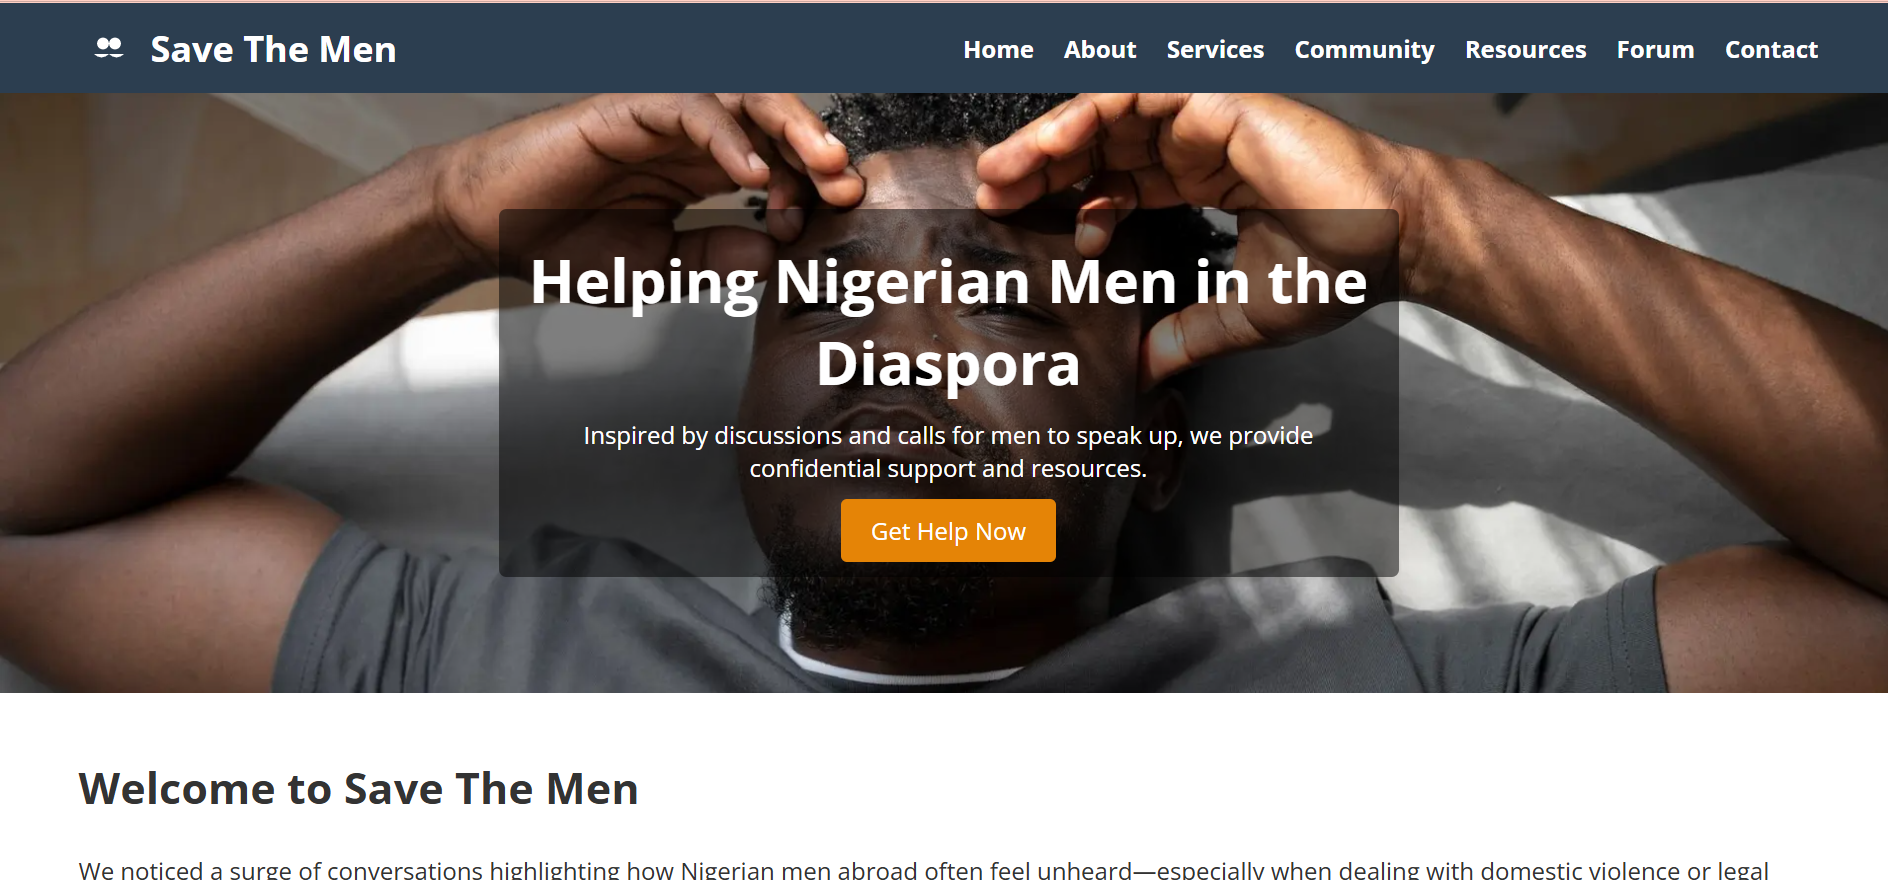 Save The Men
Home About Services Community Resources Forum Contact
Helping Nigerian Men in the
Diaspora
Inspired by discussions and calls for men to speak up, we provide
confidential support and resources.
Get Help Now
Welcome to Save The Men
We noticed a surge of conversations highlighting how Nigerian men abroad often feel unheard—especially when dealing with domestic violence or legal